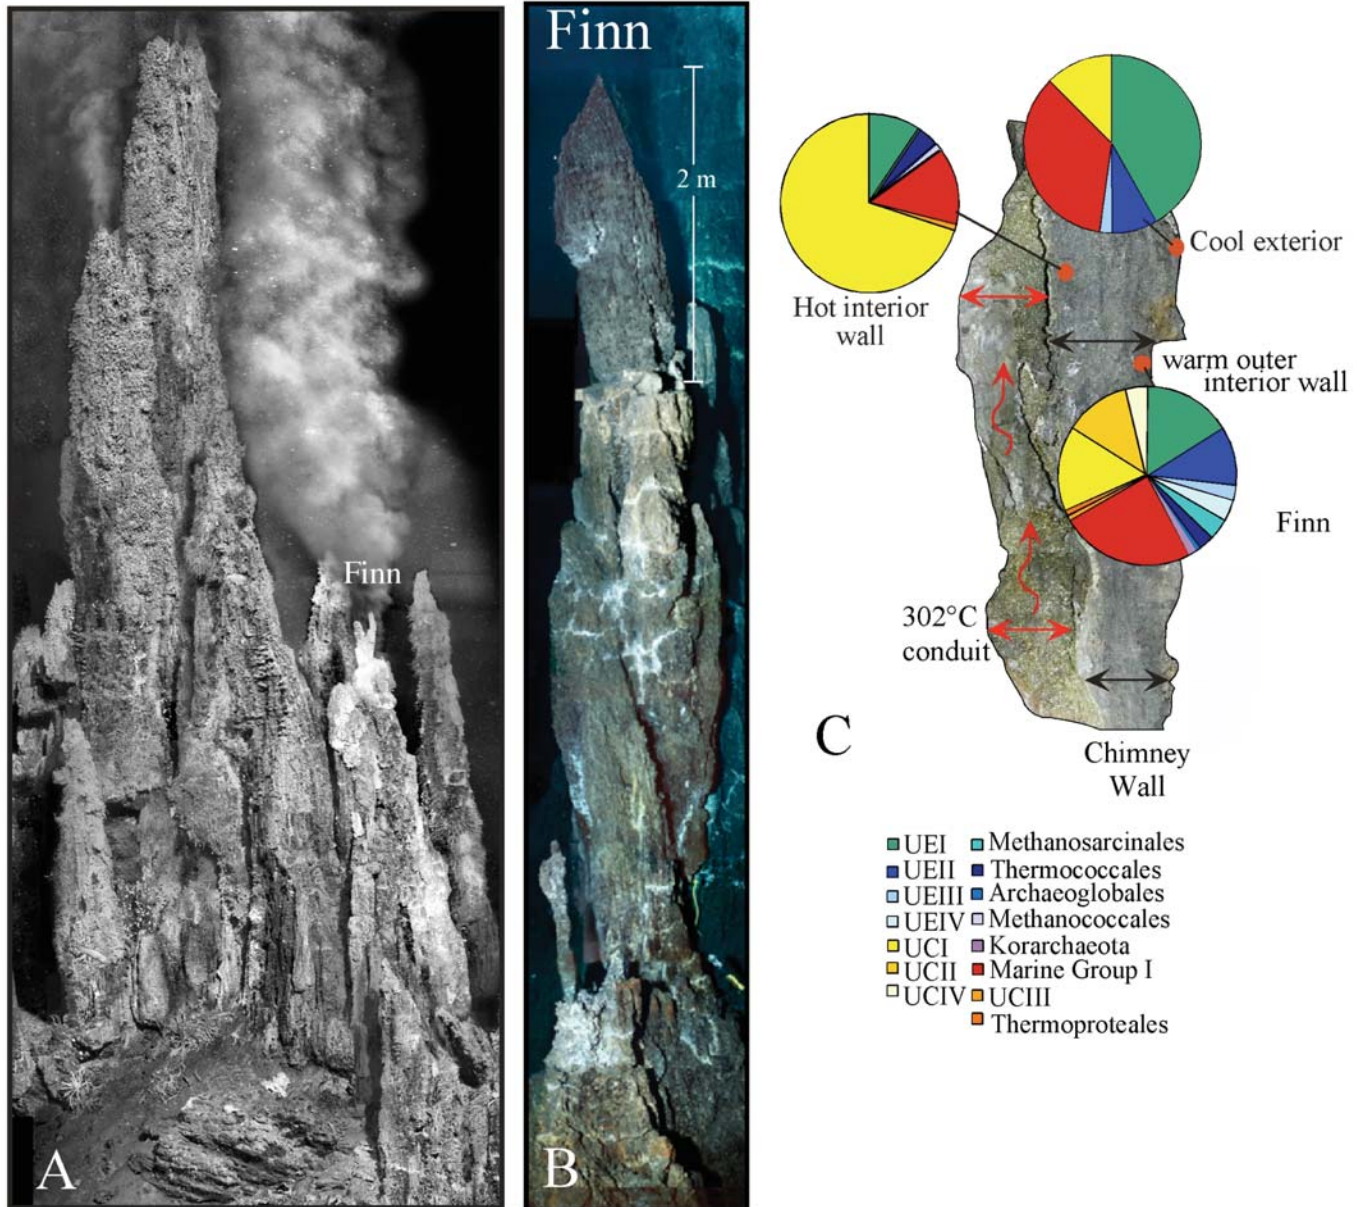 Finn
A
Finn
2 m
B
Hot interior
wall
Cool exterior
warm outer
interior wall
Finn
302°C
conduit
C
Chimney
Wall
UEI
UEII
UEIII
UEIV
UCI
UCII
UCIV
Methanosarcinales
Thermococcales
Archaeoglobales
Methanococcales
Korarchaeota
Marine Group I
UCIII
Thermoproteales